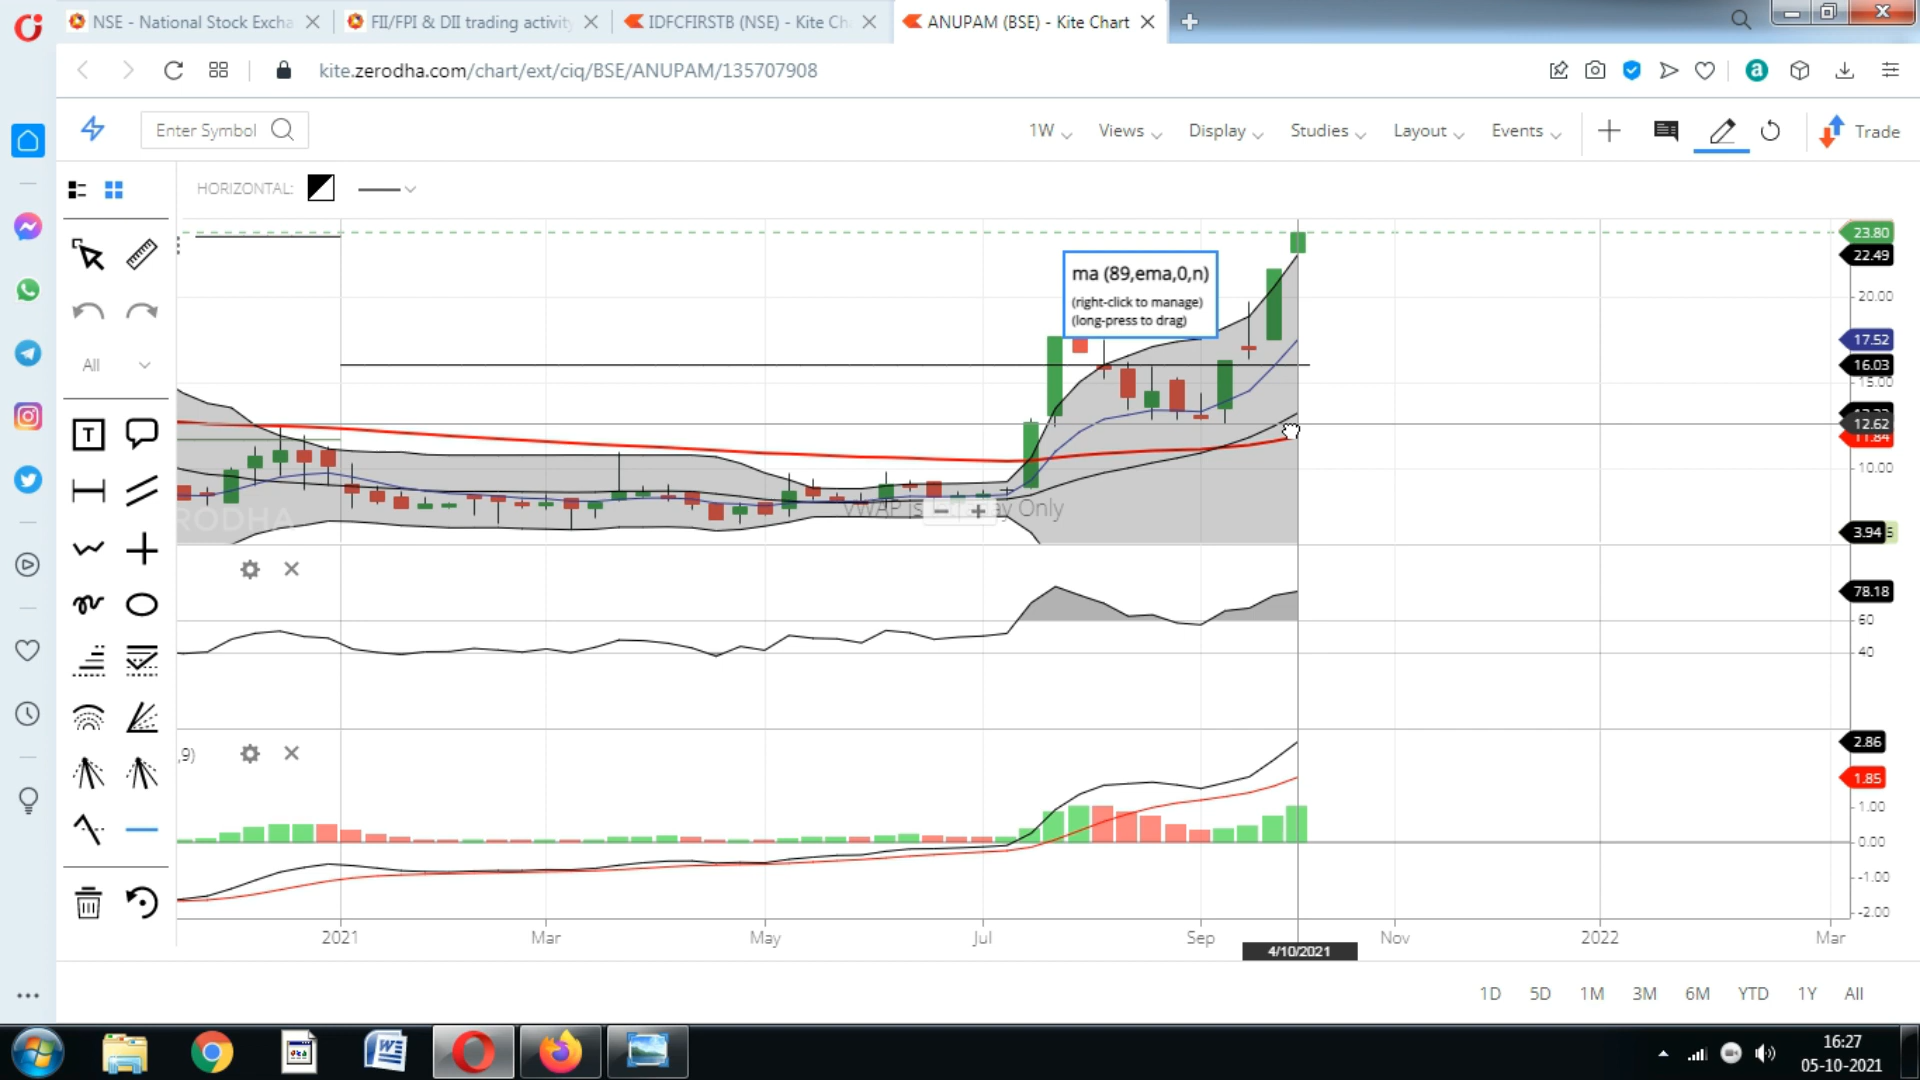 NSE - National Stock Excha
FII/FPI & DII trading activity
IDFCFIRSTB (NSE) - Kite Ch
ANUPAM (BSE) - Kite Chart
kite.zerodha.com/chart/ext/ciq/BSE/ANUPAM/135707908
Enter Symbol
1W
Views
Display
Studies
Layout
Events
Trade
HORIZONTAL:
All
ma (89,ema,0,n)
(right-click to manage)
(long-press to drag)
23.80
22.49
20.00
17.52
16.03
15.00
12.62
11.84
10.00
3.94
RODHA
78.18
60
40
,9)
2.86
1.85
1.00
0.00
-1.00
-2.00
2021
Mar
May
Jul
Sep
Nov
2022
Mar
4/10/2021
1D
5D
1M
3M
6M
YTD
1Y
All
16:27
05-10-2021